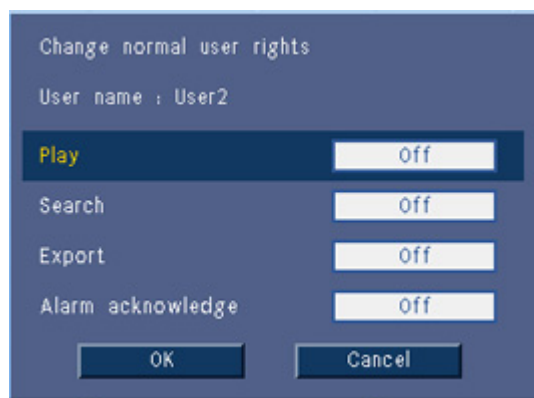 Change normal user rights
User name : User2
Play Off
Search Off
Export Off
Alarm acknowledge Off
OK Cancel